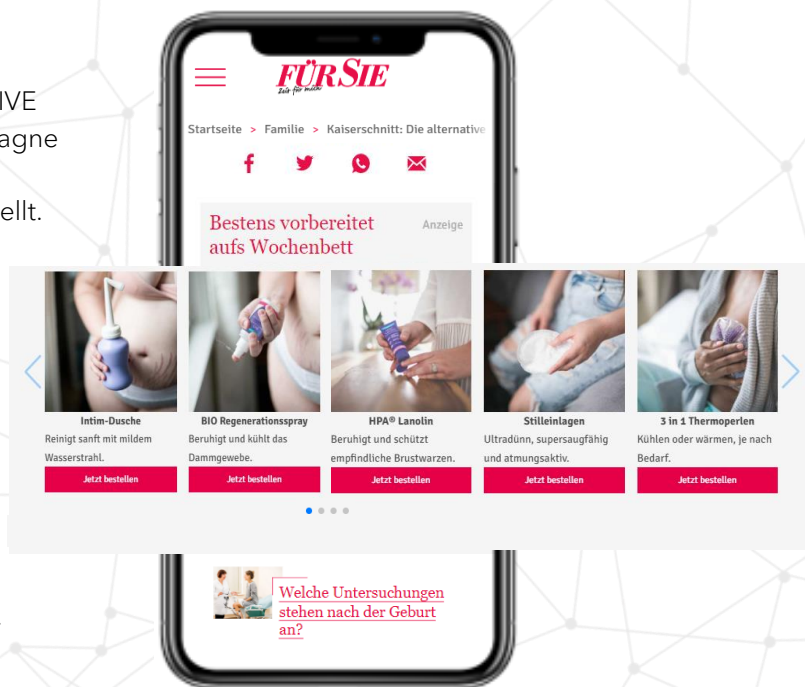 FÜR SIE
Zeit für mich
Startseite > Familie > Kaiserschnitt: Die alternative
agne
ellt.
Bestens vorbereitet
aufs Wochenbett
Anzeige
Intim-Dusche
Reinigt sanft mit mildem
Wasserstrahl.
Jetzt bestellen
BIO Regenerationsspray
Beruhigt und kühlt das
Dammgewebe.
Jetzt bestellen
HPA® Lanolin
Beruhigt und schützt
empfindliche Brustwarzen.
Jetzt bestellen
Stilleinlagen
Ultradünn, supersaugfähig
und atmungsaktiv.
Jetzt bestellen
3 in 1 Thermoperlen
Kühlen oder wärmen, je nach
Bedarf.
Jetzt bestellen
Welche Untersuchungen
stehen nach der Geburt
an?